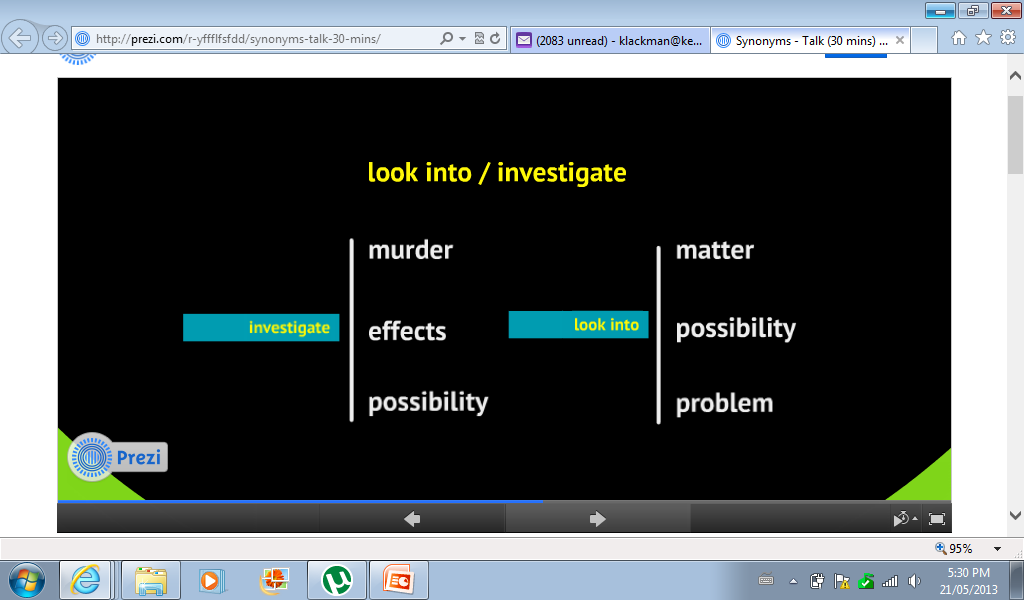 http://prezi.com/r-yffflfsfdd/synonyms-talk-30-mins/
(2083 unread) - klackman@ke...
Synonyms - Talk (30 mins) ...
look into / investigate
investigate
murder
effects
possibility
look into
matter
possibility
problem
Prezi
95%
5:30 PM
21/05/2013